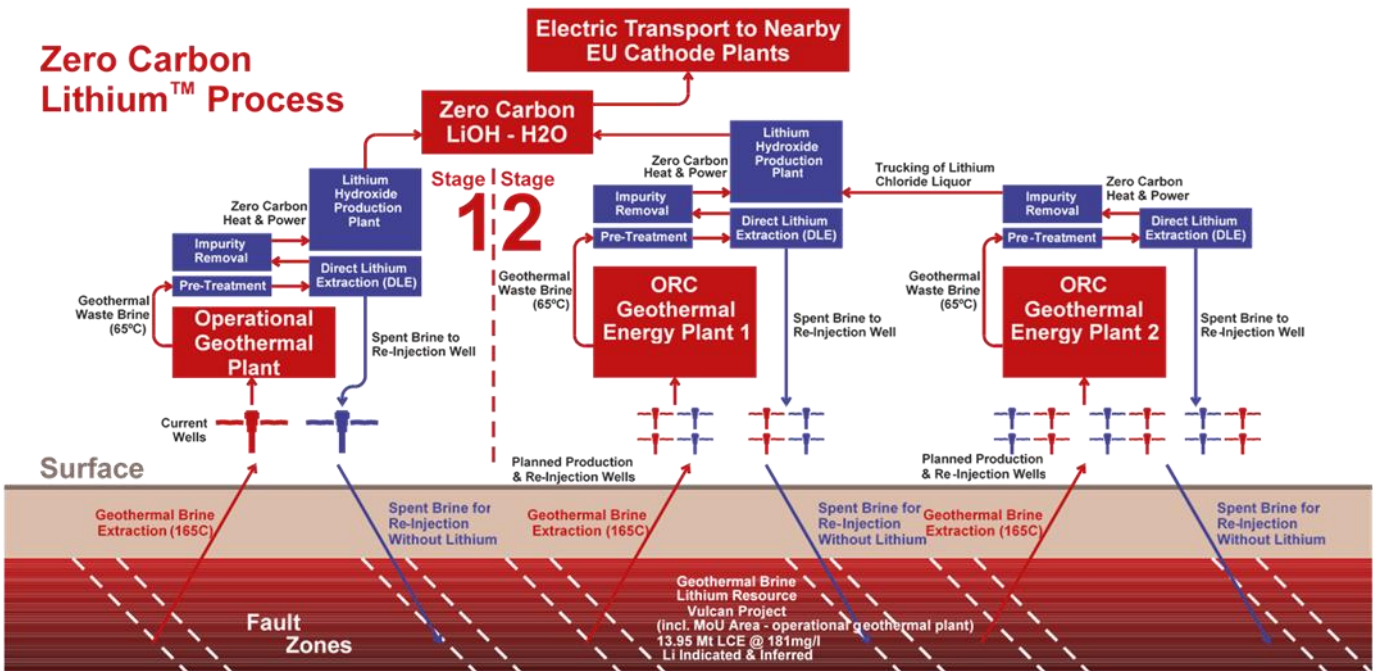 Zero Carbon
Lithium™ Process
Electric Transport to Nearby
EU Cathode Plants
Zero Carbon
LiOH - H2O
Stage
1
Stage
2
Lithium
Hydroxide
Production
Plant
Zero Carbon
Heat & Power
Impurity
Removal
Direct Lithium
Extraction (DLE)
Pre-Treatment
Geothermal
Waste Brine
(65ºC)
Operational
Geothermal
Plant
Spent Brine to
Re-Injection Well
Current
Wells
Lithium
Hydroxide
Production
Plant
Zero Carbon
Heat & Power
Impurity
Removal
Direct Lithium
Extraction (DLE)
Pre-Treatment
Geothermal
Waste Brine
(65ºC)
ORC
Geothermal
Energy Plant 1
Spent Brine to
Re-Injection Well
Planned Production
& Re-Injection Wells
Trucking of Lithium
Chloride Liquor
Zero Carbon
Heat & Power
Impurity
Removal
Direct Lithium
Extraction (DLE)
Pre-Treatment
Geothermal
Waste Brine
(65ºC)
ORC
Geothermal
Energy Plant 2
Spent Brine to
Re-Injection Well
Planned Production
& Re-Injection Wells
Surface
Geothermal Brine
Extraction (165C)
Spent Brine for
Re-Injection
Without Lithium
Geothermal Brine
Extraction (165C)
Spent Brine for
Re-Injection
Without Lithium
Geothermal Brine
Extraction (165C)
Spent Brine for
Re-Injection
Without Lithium
Fault
Zones
Geothermal Brine
Lithium Resource
Vulcan Project
(incl. MoU Area - operational geothermal plant)
13.95 Mt LCE @ 181mg/l
Li Indicated & Inferred